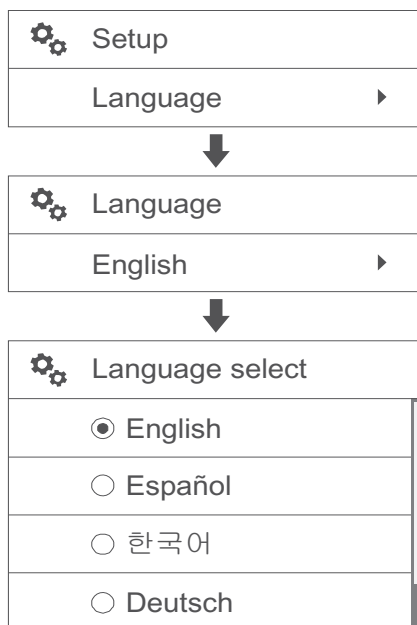 Setup
Language
Language
English
Language select
English
Español
한국어
Deutsch